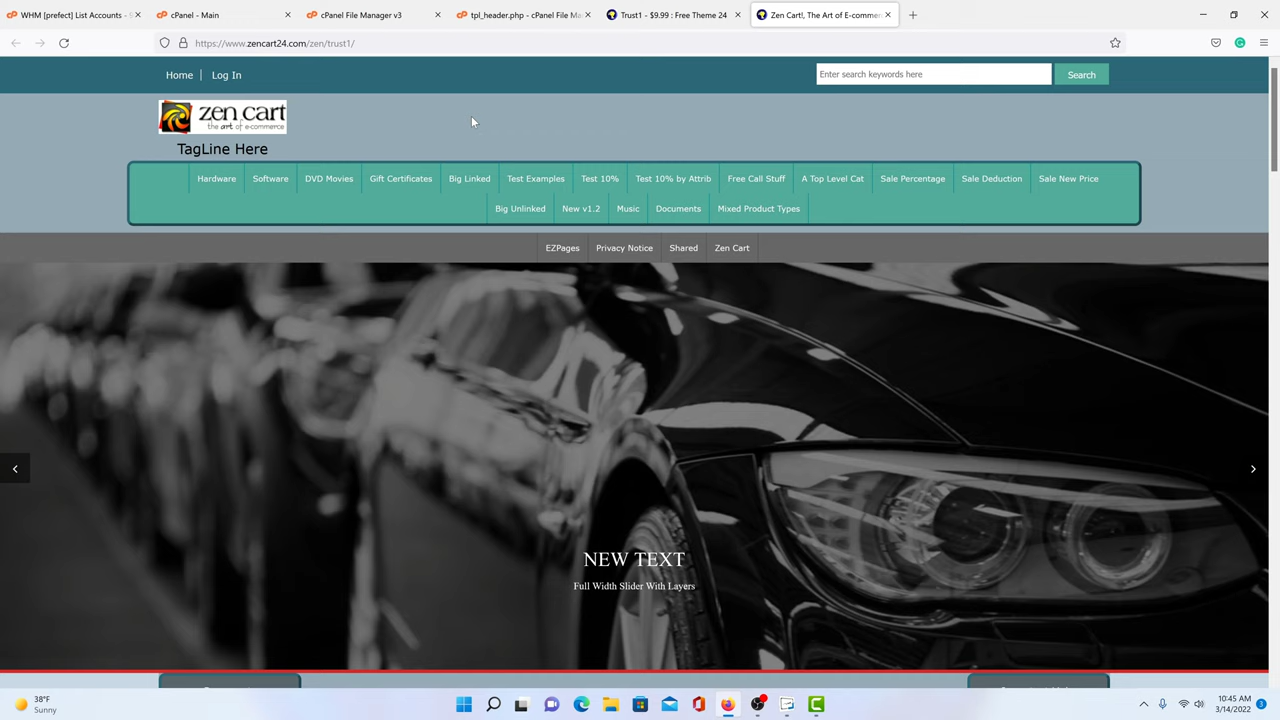 WHM [prefect] List Accounts - S
cPanel - Main
cPanel File Manager v3
tpl_header.php - cPanel File Ma
Trust1 - $9.99 : Free Theme 24
Zen Cart!, The Art of E-commer
https://www.zencart24.com/zen/trust1/
Home
Log In
Enter search keywords here
Search
zen cart
the art of e-commerce
TagLine Here
Hardware
Software
DVD Movies
Gift Certificates
Big Linked
Test Examples
Test 10%
Test 10% by Attrib
Free Call Stuff
A Top Level Cat
Sale Percentage
Sale Deduction
Sale New Price
Big Unlinked
New v1.2
Music
Documents
Mixed Product Types
EZPages
Privacy Notice
Shared
Zen Cart
NEW TEXT
Full Width Slider With Layers
38°F
Sunny
10:45 AM
3/14/2022
3